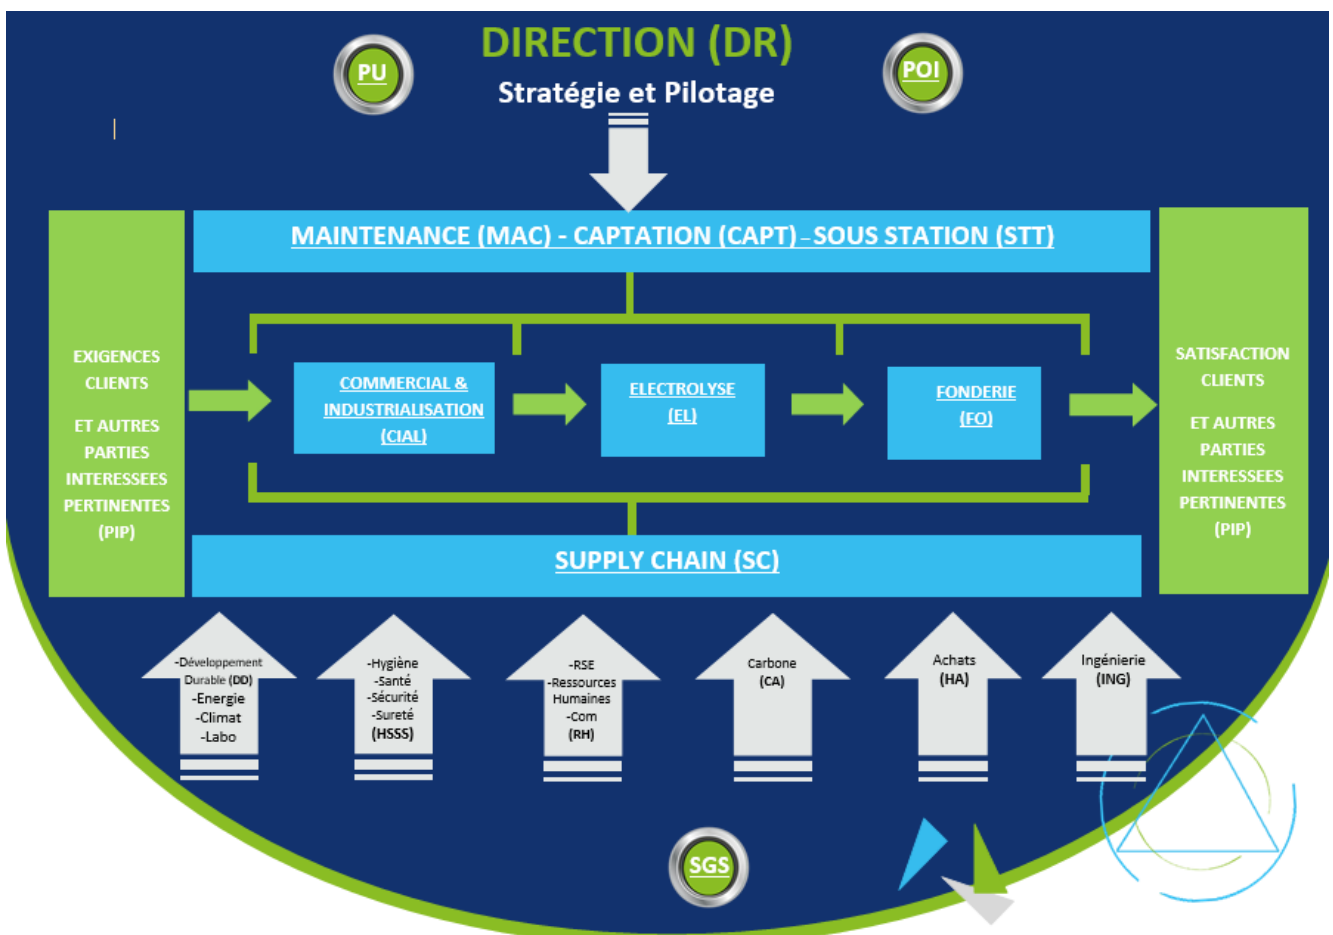 DIRECTION (DR)
PU
POI
Stratégie et Pilotage
MAINTENANCE (MAC) - CAPTATION (CAPT) – SOUS STATION (STT)
EXIGENCES
CLIENTS
ET AUTRES
PARTIES
INTERESSEES
PERTINENTES
(PIP)
COMMERCIAL &
INDUSTRIALISATION
(CIAL)
ELECTROLYSE
(EL)
FONDERIE
(FO)
SATISFACTION
CLIENTS
ET AUTRES
PARTIES
INTERESSEES
PERTINENTES
(PIP)
SUPPLY CHAIN (SC)
-Développement
Durable (DD)
-Energie
-Climat
-Labo
-Hygiène
-Santé
-Sécurité
-Sureté
(HSSS)
-RSE
-Ressources
Humaines
-Com
(RH)
Carbone
(CA)
Achats
(HA)
Ingénierie
(ING)
SGS